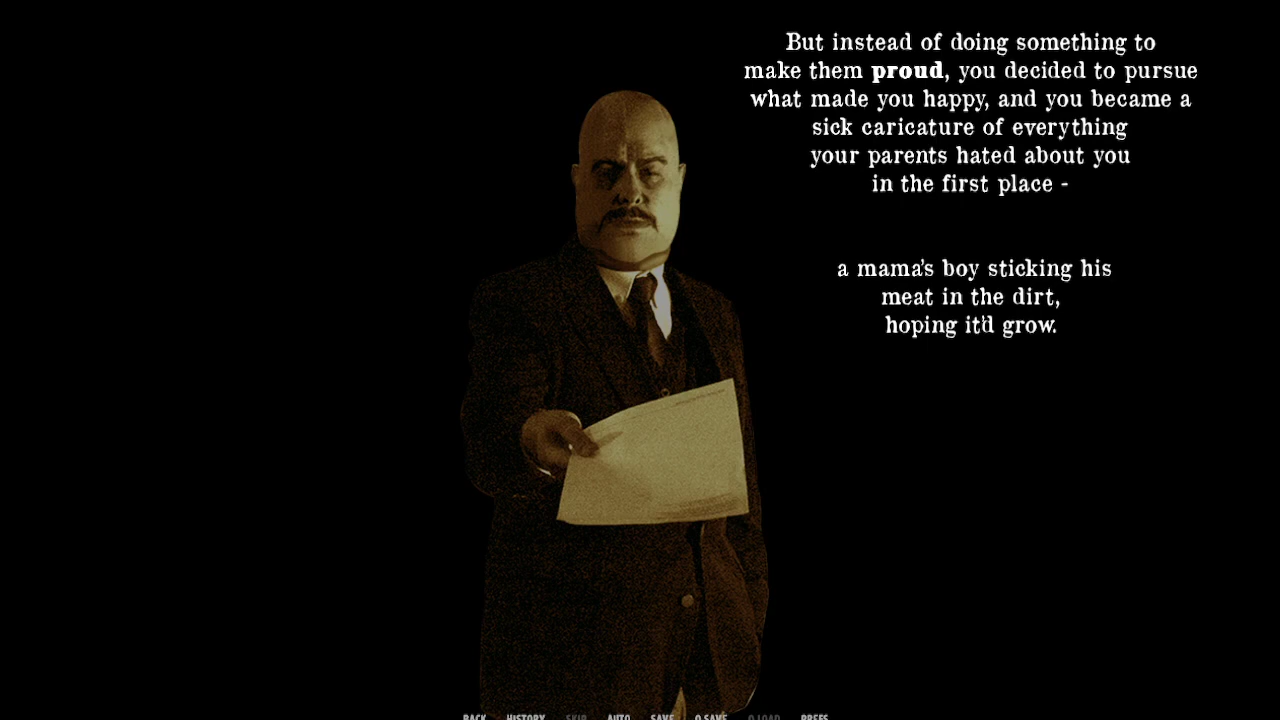 But instead of doing something to
make them proud, you decided to pursue
what made you happy, and you became a
sick caricature of everything
your parents hated about you
in the first place -
a mama's boy sticking his
meat in the dirt,
hoping it'd grow.
BACK HISTORY SKIP AUTO SAVE Q.SAVE Q.LOAD PREFS